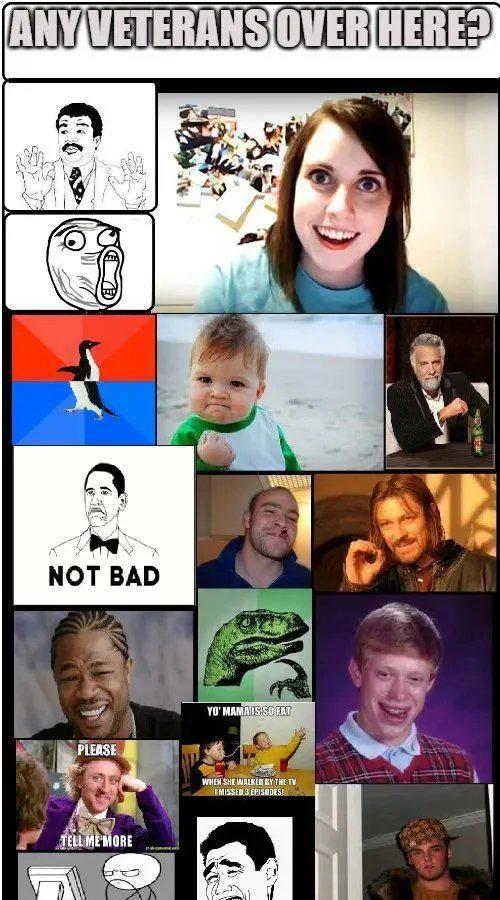 ANY VETERANS OVER HERE?
NOT BAD
YO' MAMA IS SO FAT
WHEN SHE WALKED BY THE TV
I MISSED 3 EPISODES!
PLEASE
TELL ME MORE